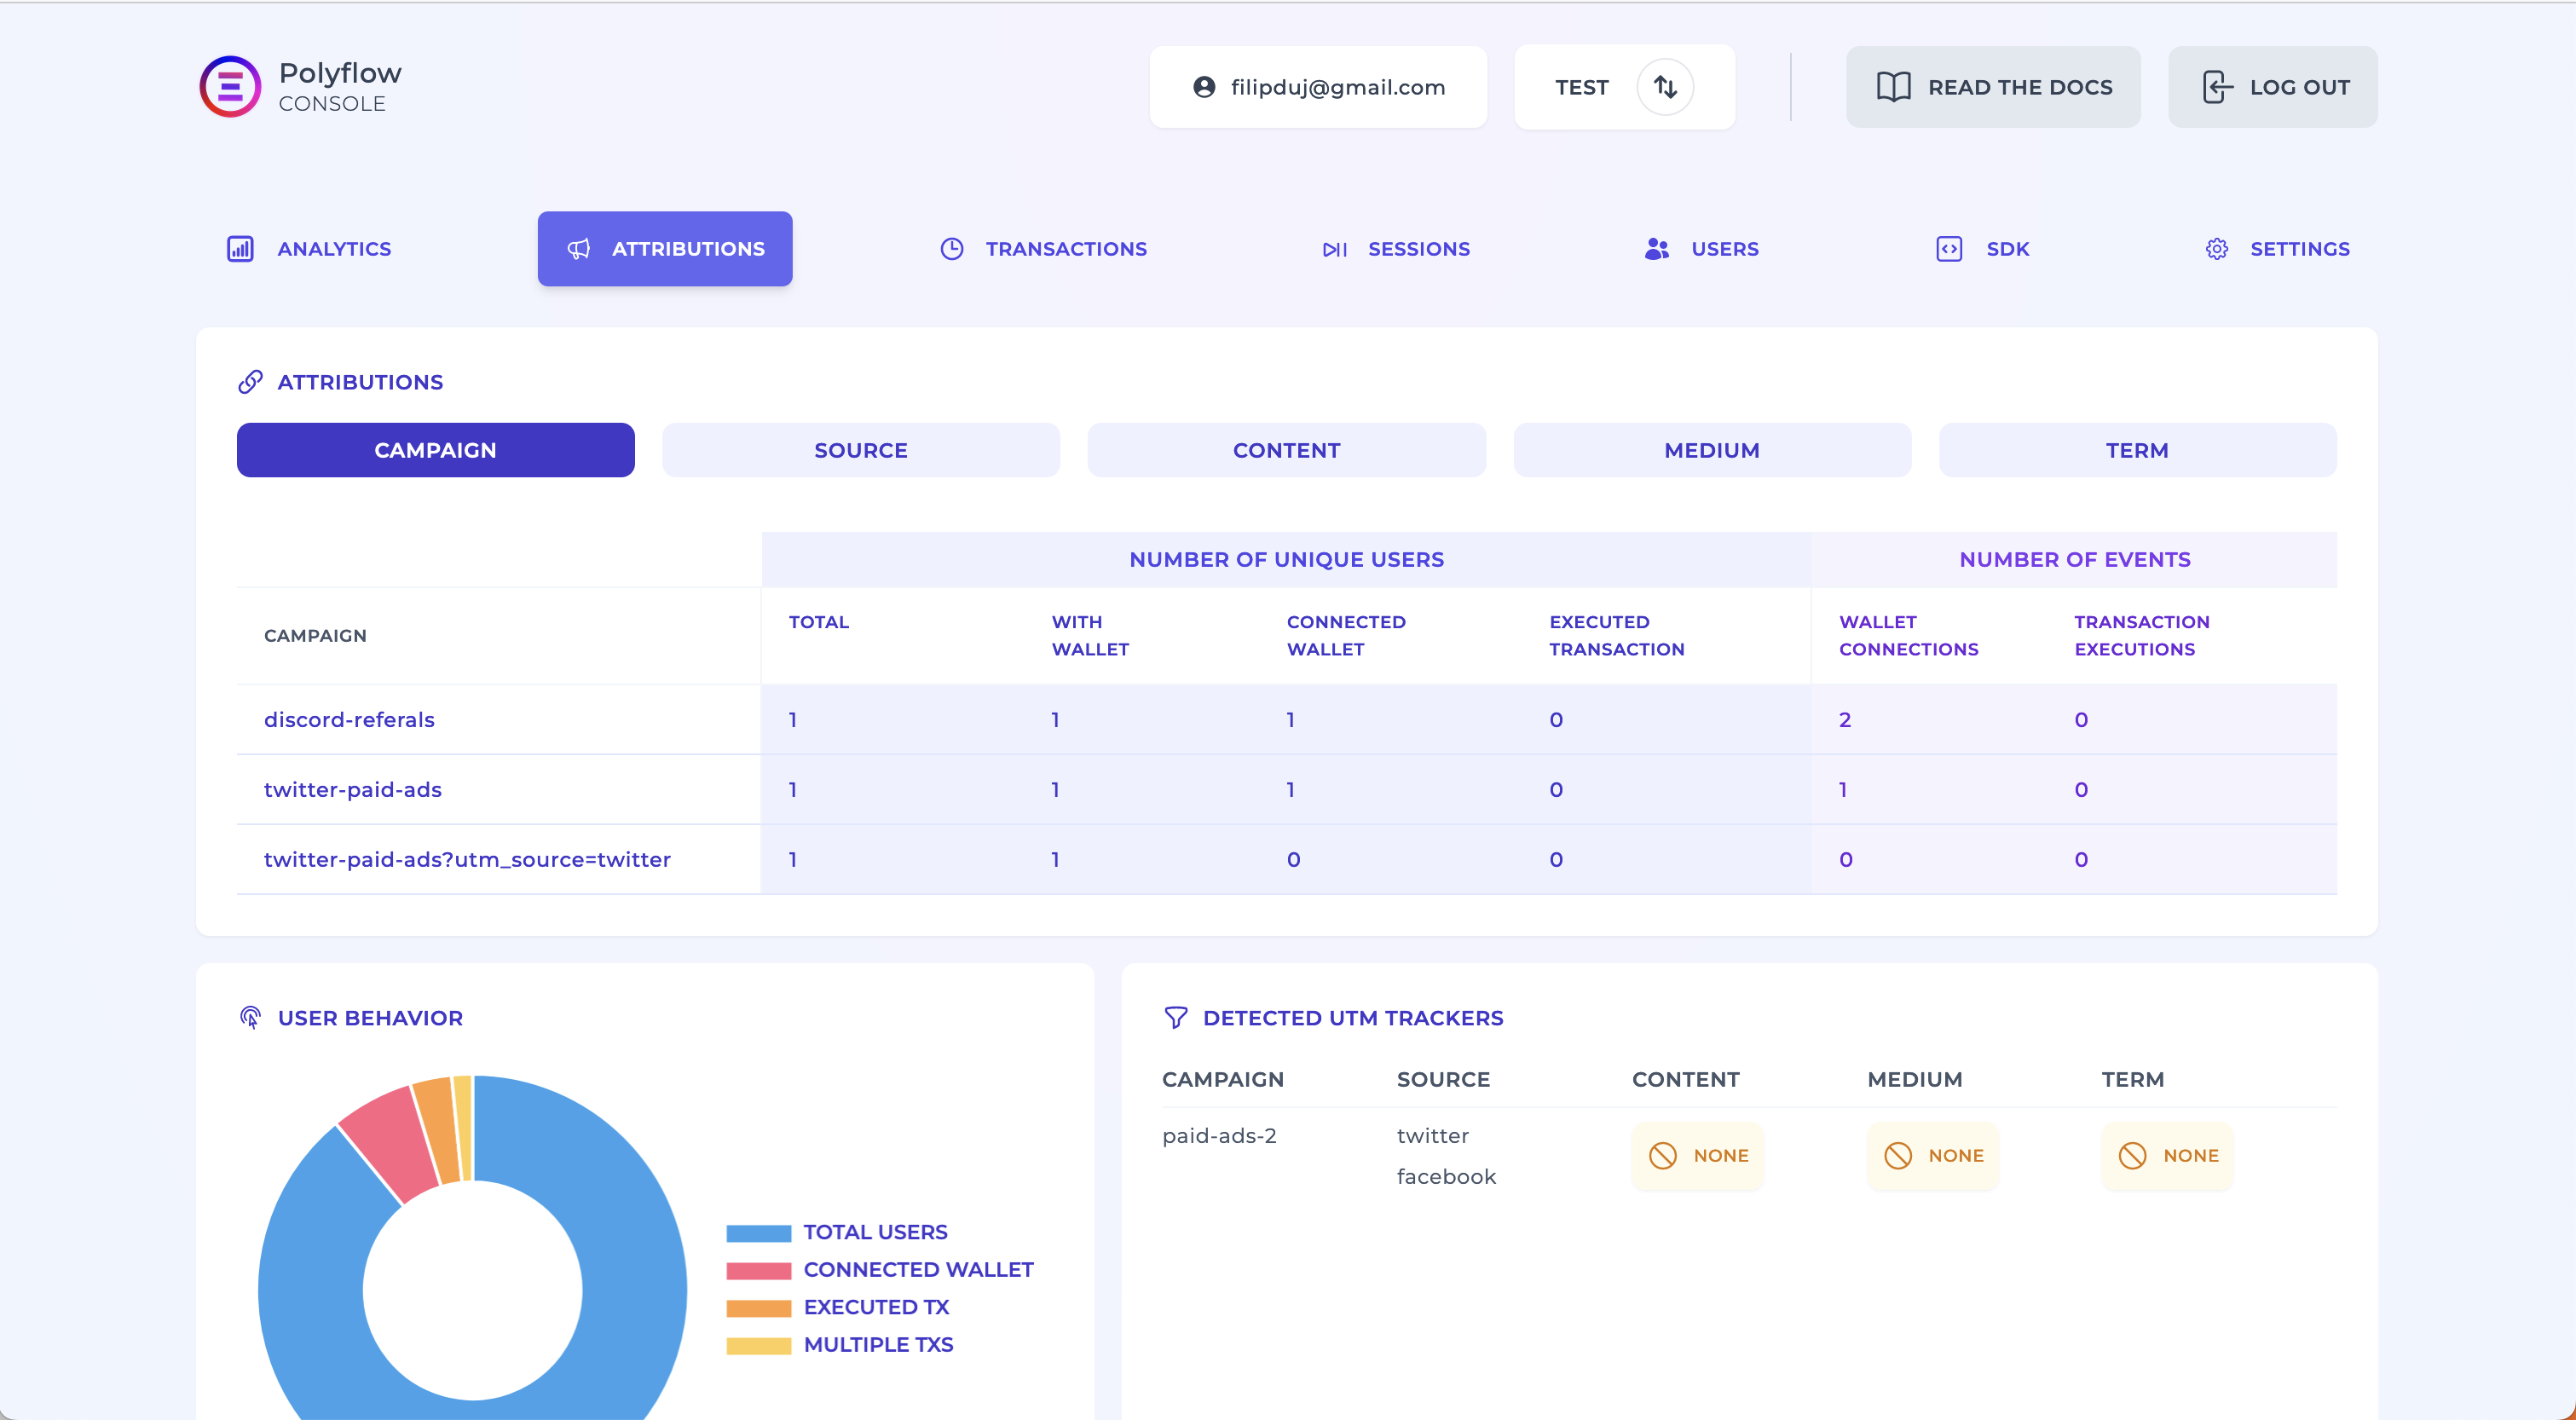 Polyflow
CONSOLE
filipduj@gmail.com
TEST
READ THE DOCS
LOG OUT
ANALYTICS
ATTRIBUTIONS
TRANSACTIONS
SESSIONS
USERS
SDK
SETTINGS
ATTRIBUTIONS
CAMPAIGN
SOURCE
CONTENT
MEDIUM
TERM
NUMBER OF UNIQUE USERS
NUMBER OF EVENTS
CAMPAIGN
TOTAL
WITH
WALLET
CONNECTED
WALLET
EXECUTED
TRANSACTION
WALLET
CONNECTIONS
TRANSACTION
EXECUTIONS
discord-referals 1 1 1 0 2 0
twitter-paid-ads 1 1 1 0 1 0
twitter-paid-ads?utm_source=twitter 1 1 0 0 0 0
USER BEHAVIOR
TOTAL USERS
CONNECTED WALLET
EXECUTED TX
MULTIPLE TXS
DETECTED UTM TRACKERS
CAMPAIGN SOURCE CONTENT MEDIUM TERM
paid-ads-2 twitter NONE NONE NONE
facebook